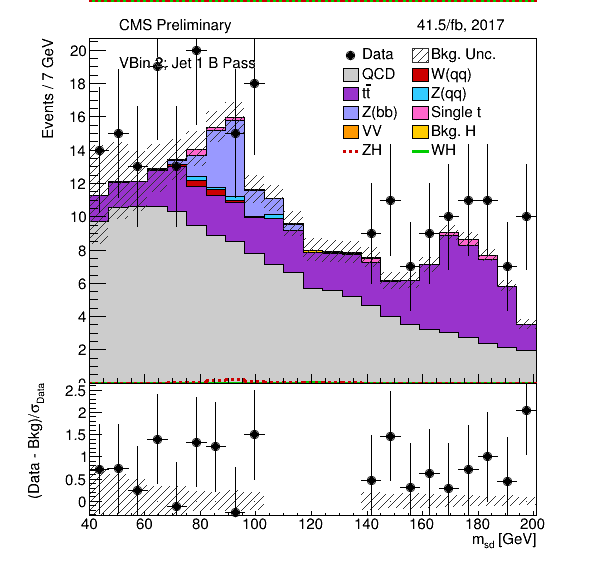 CMS Preliminary 41.5/fb, 2017
VBin 2; Jet 1 B Pass
Events / 7 GeV
Data Bkg. Unc.
QCD W(qq)
tt̄ Z(qq)
Z(bb) Single t
VV Bkg. H
ZH WH
20
18
16
14
12
10
8
6
4
2
(Data - Bkg)/σData
2.5
2
1.5
1
0.5
0
40 60 80 100 120 140 160 180 200
msd [GeV]